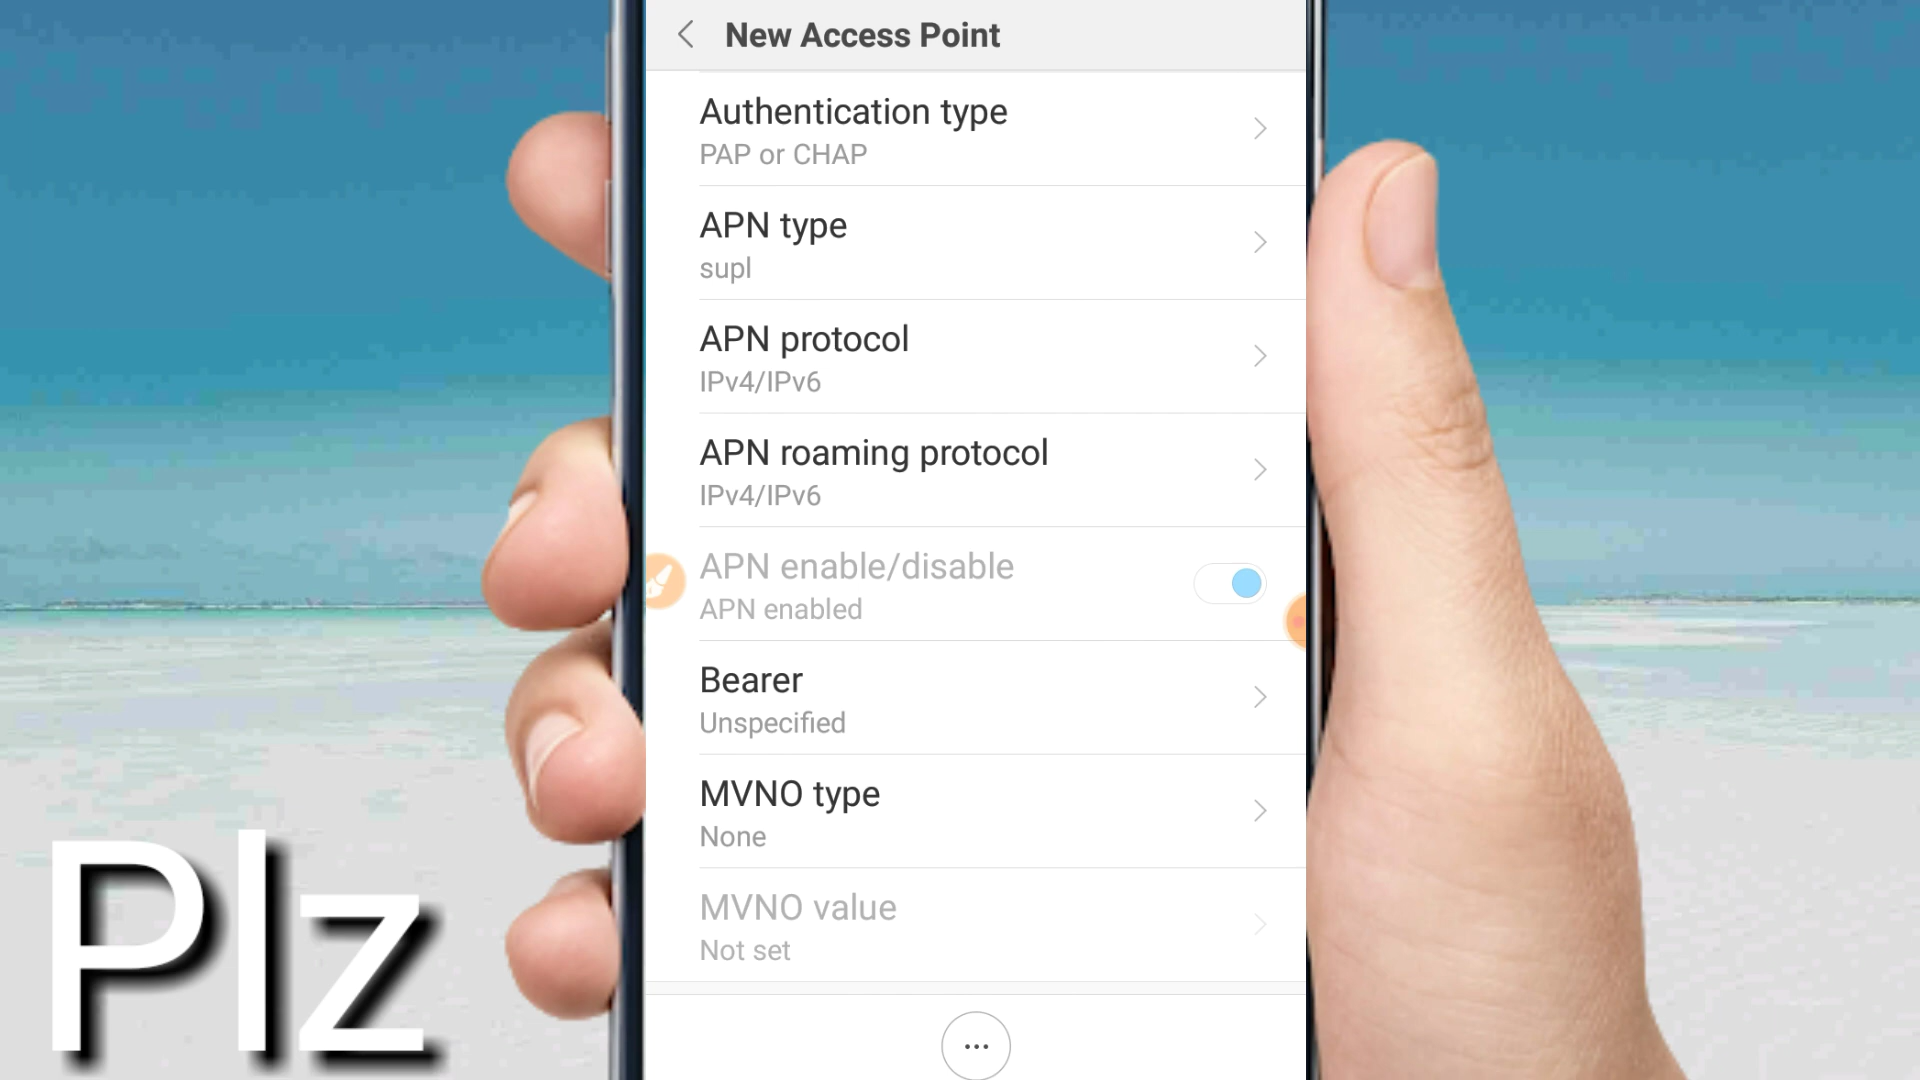 New Access Point
Authentication type
PAP or CHAP
APN type
supl
APN protocol
IPv4/IPv6
APN roaming protocol
IPv4/IPv6
APN enable/disable
APN enabled
Bearer
Unspecified
MVNO type
None
MVNO value
Not set
Plz